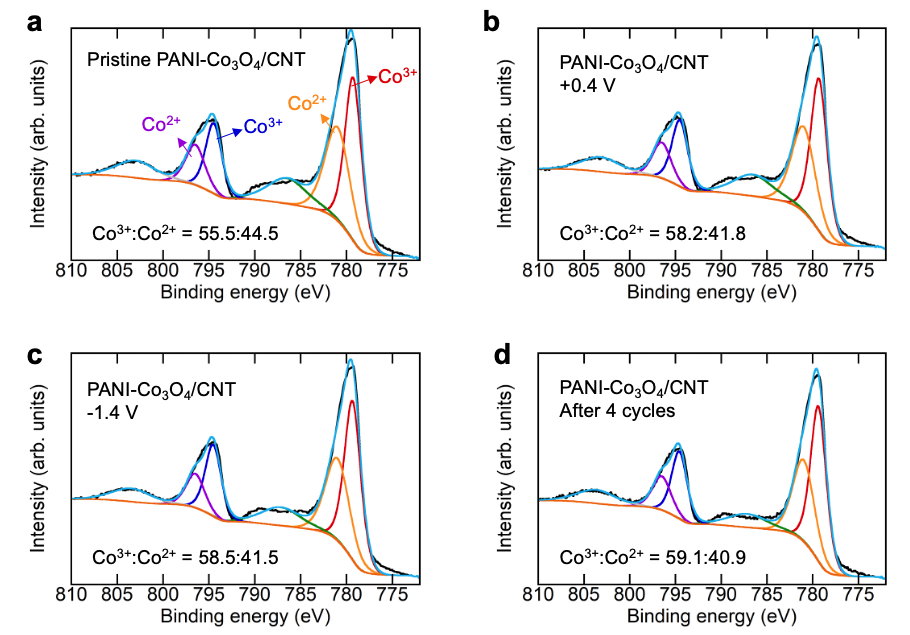 a
Pristine PANI-Co₃O₄/CNT
Co³⁺
Co²⁺
Co²⁺
Co³⁺
Co³⁺:Co²⁺ = 55.5:44.5
Intensity (arb. units)
810 805 800 795 790 785 780 775
Binding energy (eV)
b
PANI-Co₃O₄/CNT
+0.4 V
Co³⁺:Co²⁺ = 58.2:41.8
Intensity (arb. units)
810 805 800 795 790 785 780 775
Binding energy (eV)
c
PANI-Co₃O₄/CNT
-1.4 V
Co³⁺:Co²⁺ = 58.5:41.5
Intensity (arb. units)
810 805 800 795 790 785 780 775
Binding energy (eV)
d
PANI-Co₃O₄/CNT
After 4 cycles
Co³⁺:Co²⁺ = 59.1:40.9
Intensity (arb. units)
810 805 800 795 790 785 780 775
Binding energy (eV)